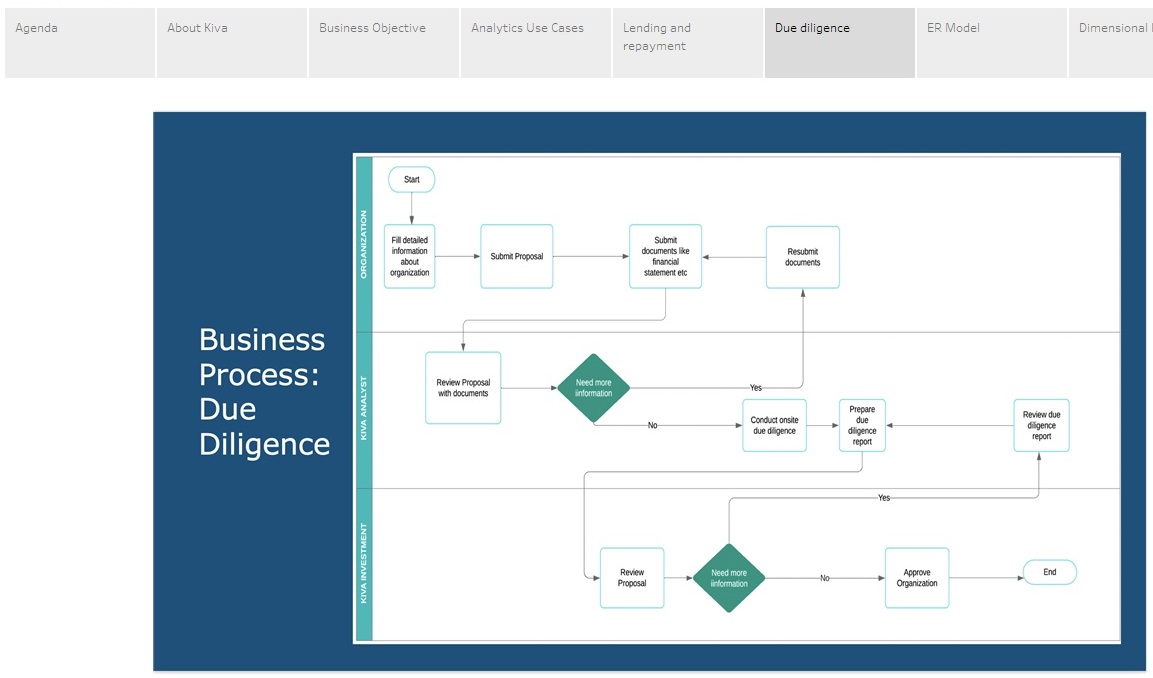 Agenda
About Kiva
Business Objective
Analytics Use Cases
Lending and
repayment
Due diligence
ER Model
Dimensional
Business
Process:
Due
Diligence
ORGANIZATION
Start
Fill detailed
information
about
organization
Submit Proposal
Submit
documents like
financial
statement etc
Resubmit
documents
KIVA ANALYST
Review Proposal
with documents
Need more
iinformation
Yes
No
Conduct onsite
due diligence
Prepare
due
diligence
report
Review due
diligence
report
KIVA INVESTMENT
Yes
Review
Proposal
Need more
iinformation
No
Approve
Organization
End